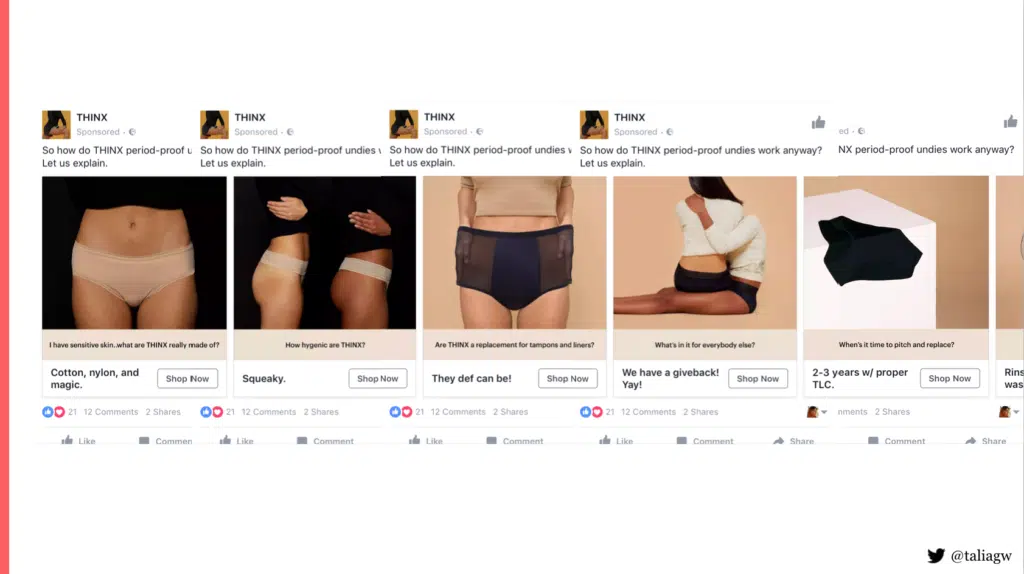 THINX
Sponsored ·
So how do THINX period-proof u
Let us explain.
I have sensitive skin..what are THINX really made of?
Cotton, nylon, and
magic.
Shop Now
21 12 Comments 2 Shares
Like Commen
THINX
Sponsored ·
So how do THINX period-proof undies
Let us explain.
How hygenic are THINX?
Squeaky.
Shop Now
21 12 Comments 2 Shares
Like Comment
THINX
Sponsored ·
So how do THINX period-proof undies w
Let us explain.
Are THINX a replacement for tampons and liners?
They def can be!
Shop Now
21 12 Comments 2 Shares
Like Comment
THINX
Sponsored ·
So how do THINX period-proof undies work anyway?
Let us explain.
What's in it for everybody else?
We have a giveback!
Yay!
Shop Now
21 12 Comments 2 Shares
Like Comment Share
ed ·
NX period-proof undies work anyway?
When's it time to pitch and replace?
2-3 years w/ proper
TLC.
Shop Now
nments 2 Shares
Comment Share
Rins
was
@taliagw